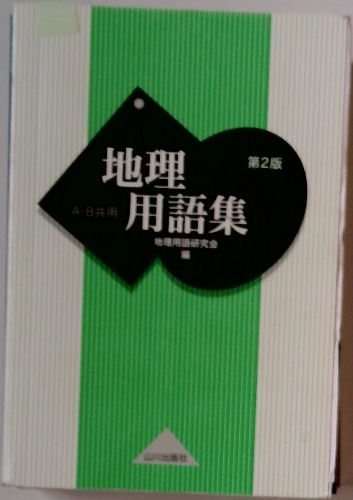 地理
用語集
第2版
A・B共用
地理用語研究会
編
山川出版社